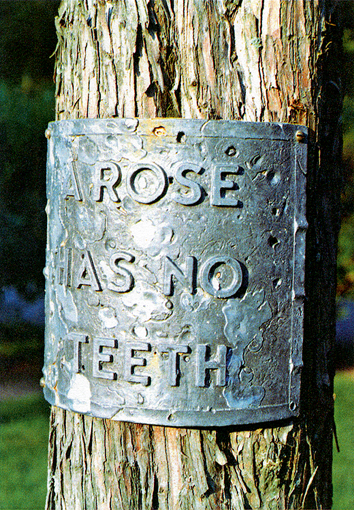 A ROSE
HAS NO
TEETH